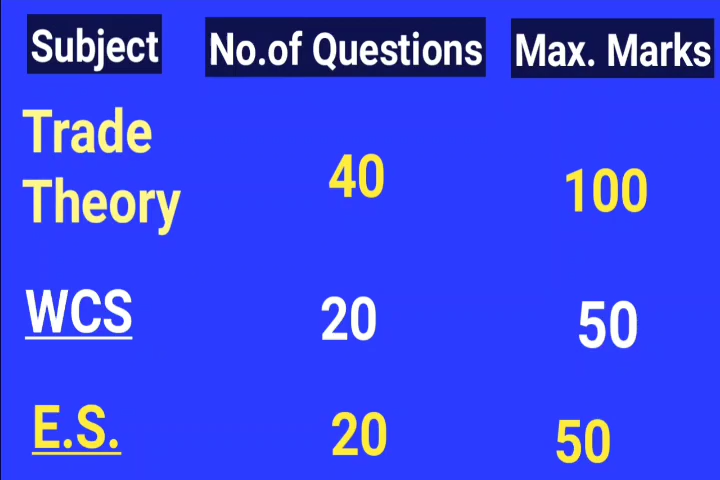 Subject No.of Questions Max. Marks
Trade
Theory 40 100
WCS 20 50
E.S. 20 50